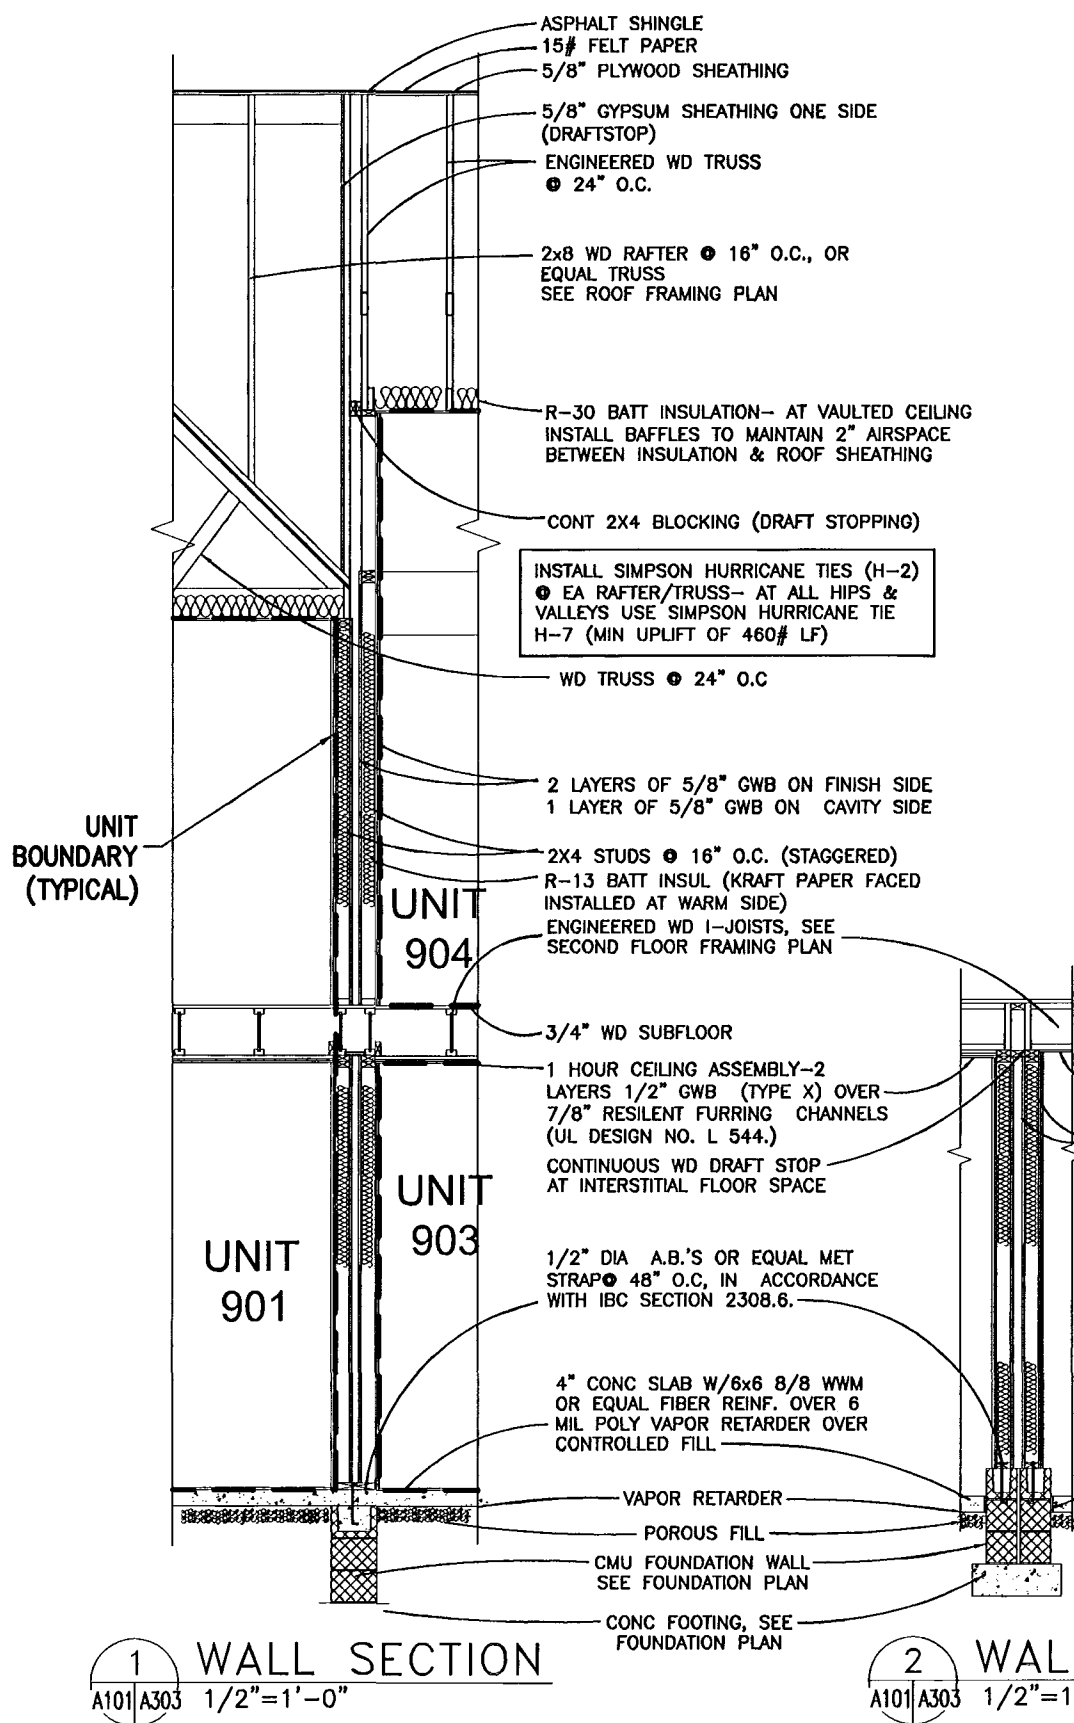 ASPHALT SHINGLE
15# FELT PAPER
5/8" PLYWOOD SHEATHING
5/8" GYPSUM SHEATHING ONE SIDE
(DRAFTSTOP)
ENGINEERED WD TRUSS
@ 24" O.C.
2x8 WD RAFTER @ 16" O.C., OR
EQUAL TRUSS
SEE ROOF FRAMING PLAN
R-30 BATT INSULATION- AT VAULTED CEILING
INSTALL BAFFLES TO MAINTAIN 2" AIRSPACE
BETWEEN INSULATION & ROOF SHEATHING
CONT 2X4 BLOCKING (DRAFT STOPPING)
INSTALL SIMPSON HURRICANE TIES (H-2)
@ EA RAFTER/TRUSS- AT ALL HIPS &
VALLEYS USE SIMPSON HURRICANE TIE
H-7 (MIN UPLIFT OF 460# LF)
WD TRUSS @ 24" O.C
2 LAYERS OF 5/8" GWB ON FINISH SIDE
1 LAYER OF 5/8" GWB ON CAVITY SIDE
UNIT
BOUNDARY
(TYPICAL)
2X4 STUDS @ 16" O.C. (STAGGERED)
R-13 BATT INSUL (KRAFT PAPER FACED
INSTALLED AT WARM SIDE)
UNIT
904
ENGINEERED WD I-JOISTS, SEE
SECOND FLOOR FRAMING PLAN
3/4" WD SUBFLOOR
1 HOUR CEILING ASSEMBLY-2
LAYERS 1/2" GWB (TYPE X) OVER
7/8" RESILENT FURRING CHANNELS
(UL DESIGN NO. L 544.)
CONTINUOUS WD DRAFT STOP
AT INTERSTITIAL FLOOR SPACE
UNIT
903
UNIT
901
1/2" DIA A.B.'S OR EQUAL MET
STRAP@ 48" O.C, IN ACCORDANCE
WITH IBC SECTION 2308.6.
4" CONC SLAB W/6x6 8/8 WWM
OR EQUAL FIBER REINF. OVER 6
MIL POLY VAPOR RETARDER OVER
CONTROLLED FILL
VAPOR RETARDER
POROUS FILL
CMU FOUNDATION WALL
SEE FOUNDATION PLAN
CONC FOOTING, SEE
FOUNDATION PLAN
1 WALL SECTION
A101 A303 1/2"=1'-0"
2 WAL
A101 A303 1/2"=1